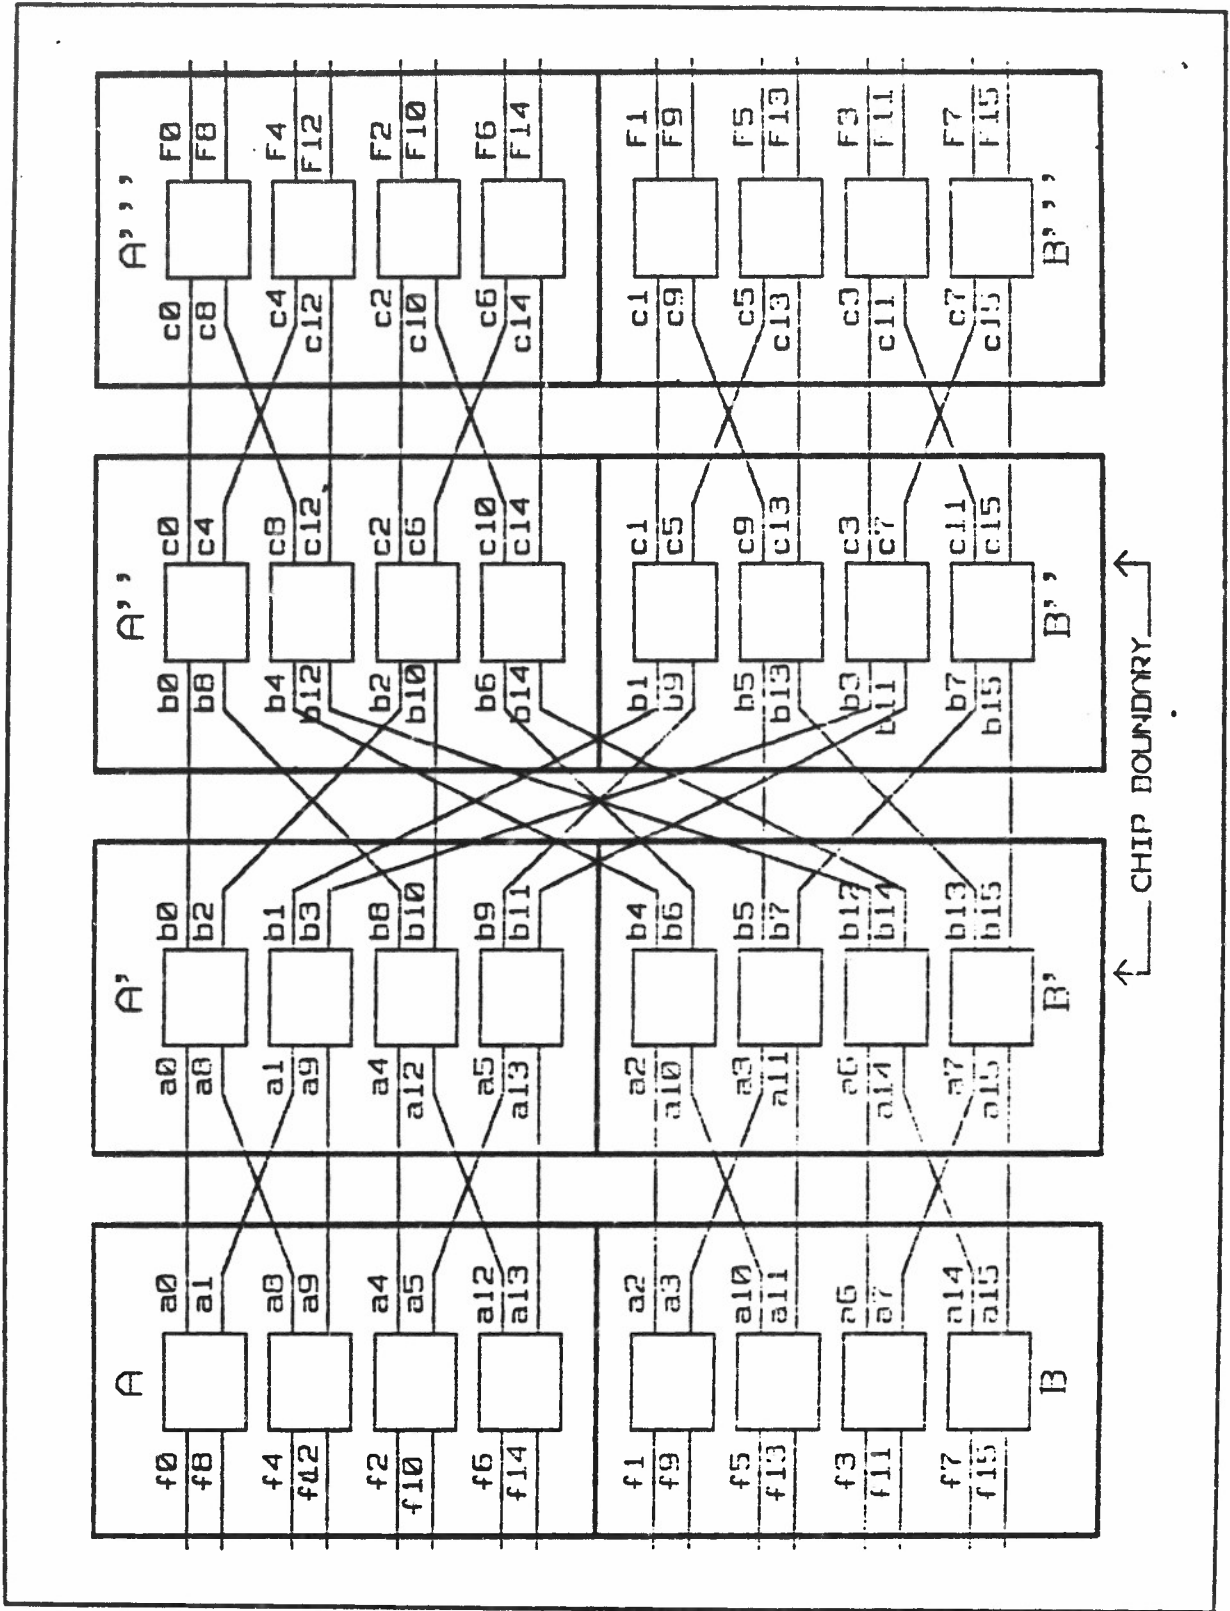 A A' A'' A'''
f0 a0 a0 b0 b0 c0 c0 F0
f8 a1 a8 b2 b8 c4 c8 F8
f4 a8 a1 b1 b4 c8 c4 F4
f12 a9 a9 b3 b12 c12 c12 F12
f2 a4 a4 b8 b2 c2 c2 F2
f10 a5 a12 b10 b10 c6 c10 F10
f6 a12 a5 b9 b6 c10 c6 F6
f14 a13 a13 b11 b14 c14 c14 F14
f1 a2 a2 b4 b1 c1 c1 F1
f9 a3 a10 b6 b9 c5 c9 F9
f5 a10 a3 b5 b5 c9 c5 F5
f13 a11 a11 b7 b13 c13 c13 F13
f3 a6 a6 b12 b3 c3 c3 F3
f11 a7 a14 b14 b11 c7 c11 F11
f7 a14 a7 b13 b7 c11 c7 F7
f15 a15 a15 b15 b15 c15 c15 F15
B B' B'' B'''
CHIP BOUNDARY